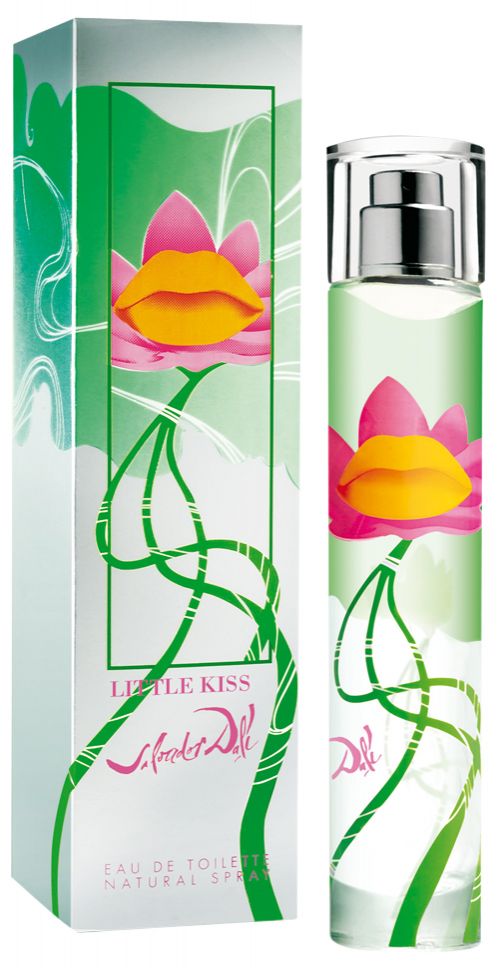 LITTLE KISS
Salvador Dalí
EAU DE TOILETTE
NATURAL SPRAY
Dalí